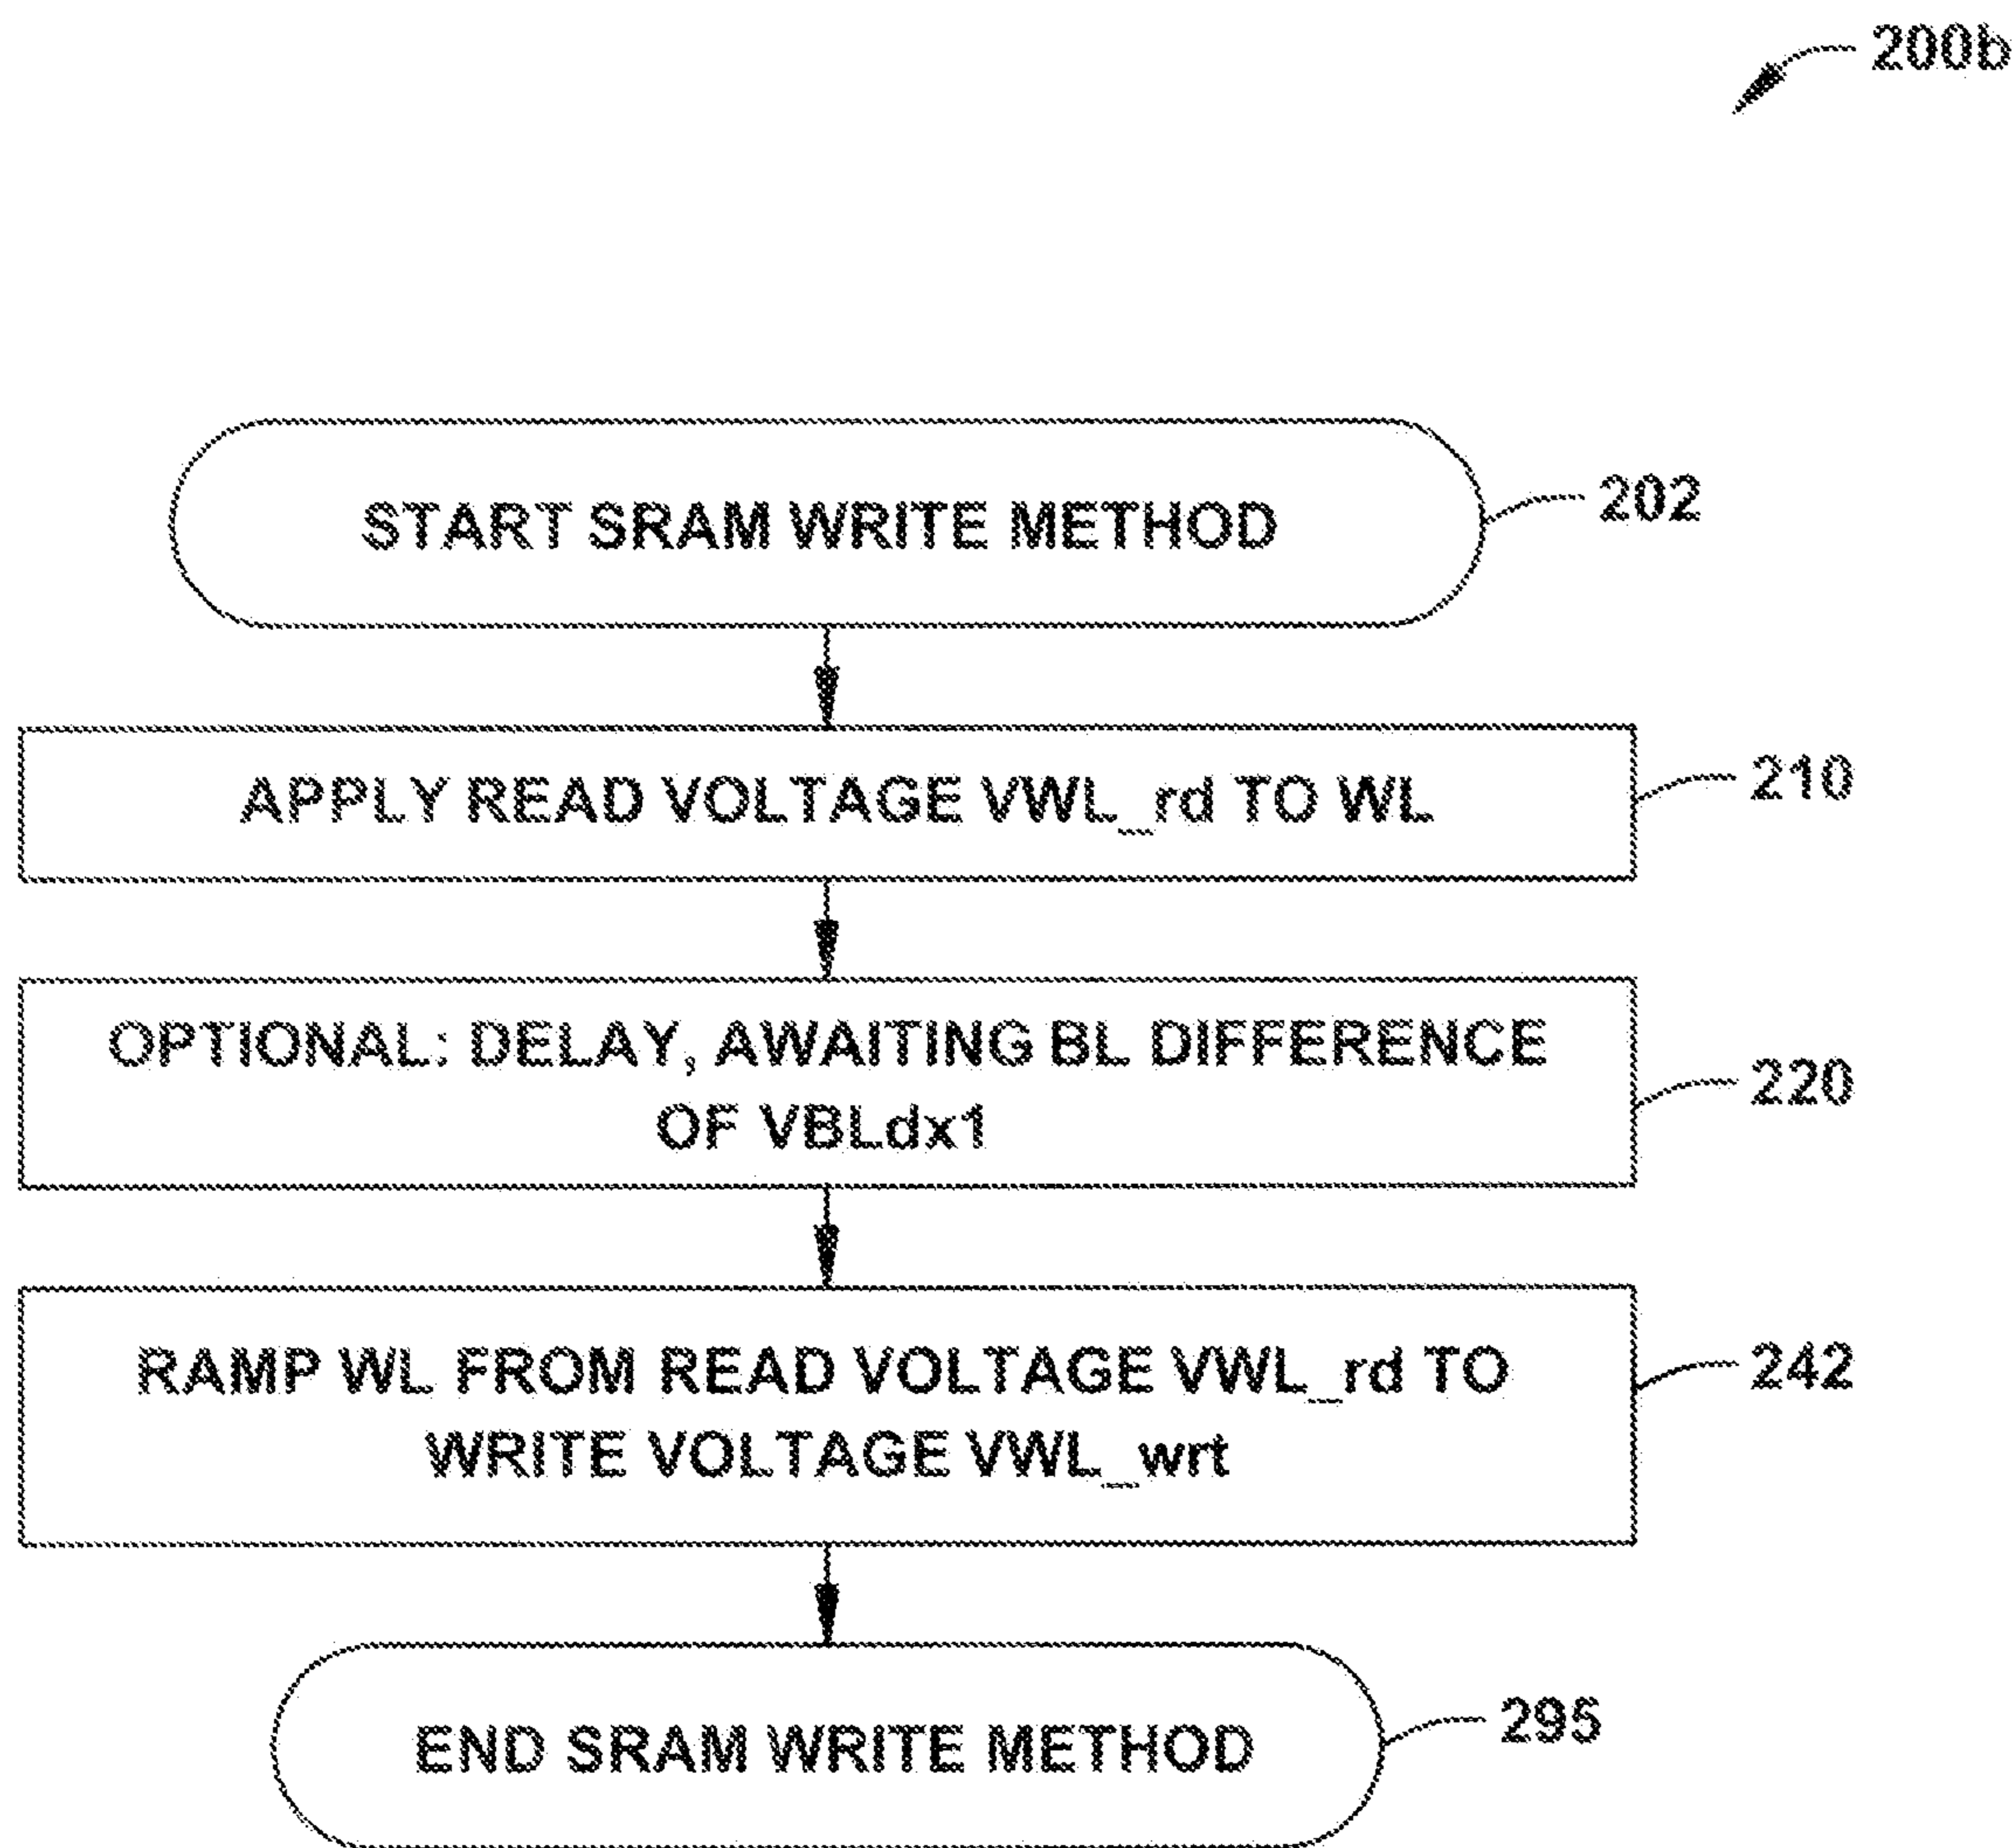 200b
START SRAM WRITE METHOD
202
APPLY READ VOLTAGE VWL_rd TO WL
210
OPTIONAL: DELAY, AWAITING BL DIFFERENCE
OF VBLdx1
220
RAMP WL FROM READ VOLTAGE VWL_rd TO
WRITE VOLTAGE VWL_wrt
242
END SRAM WRITE METHOD
295